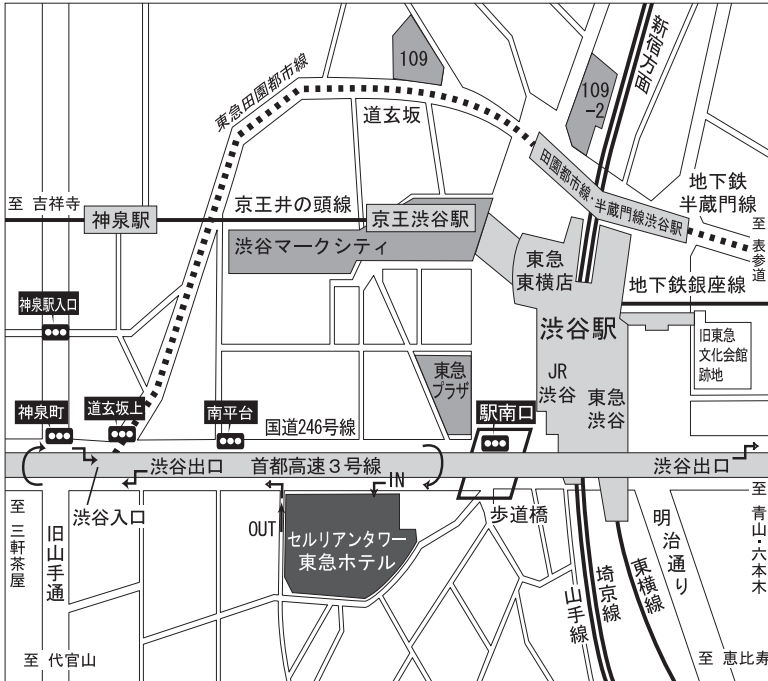 109
109
-2
新宿方面
東急田園都市線
道玄坂
田園都市線・半蔵門線渋谷駅
地下鉄
半蔵門線
至 表参道
至 吉祥寺
神泉駅
京王井の頭線
京王渋谷駅
渋谷マークシティ
東急
東横店
地下鉄銀座線
神泉駅入口
渋谷駅
旧東急
文化会館
跡地
JR
渋谷
東急
渋谷
東急
プラザ
神泉町
道玄坂上
南平台
駅南口
国道246号線
渋谷出口
首都高速3号線
IN
渋谷出口
渋谷入口
OUT
セルリアンタワー
東急ホテル
歩道橋
至 三軒茶屋
旧山手通
山手線
埼京線
東横線
明治通り
至 青山・六本木
至 代官山
至 恵比寿